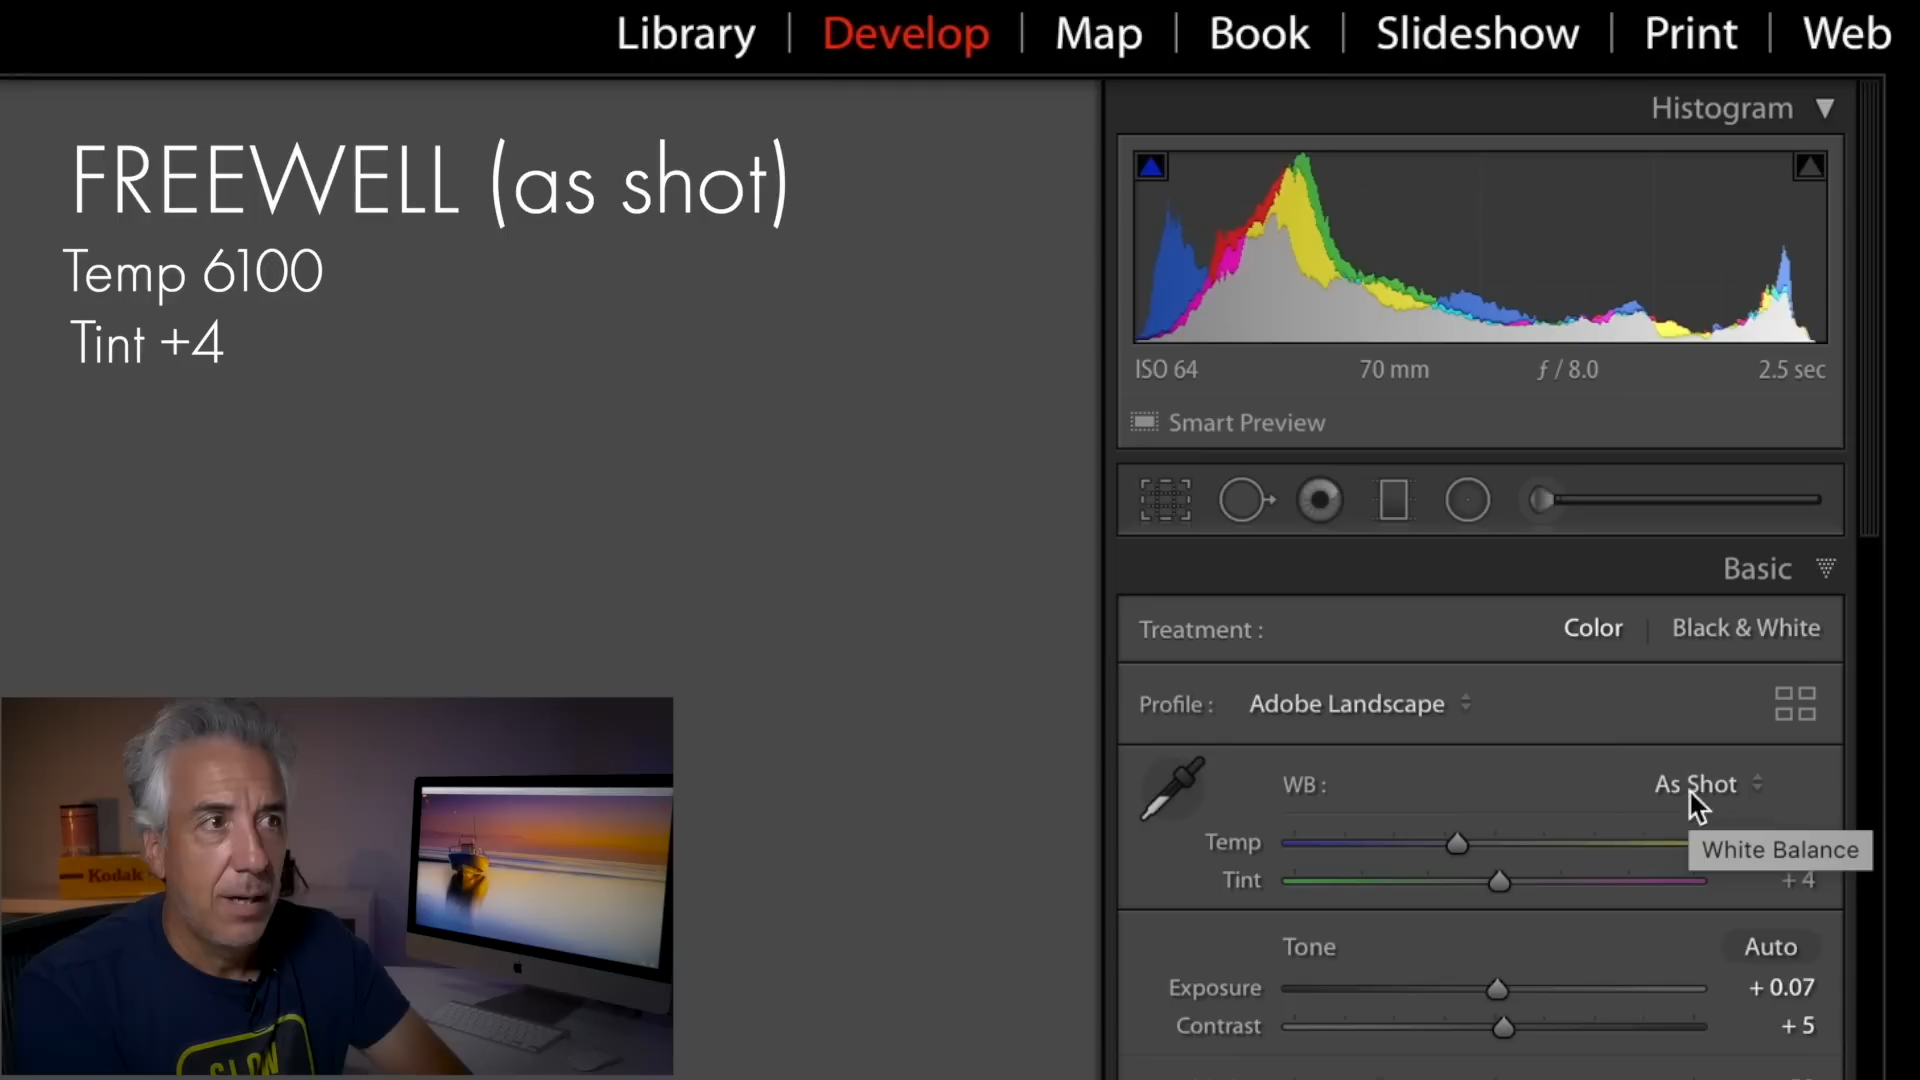 Library | Develop | Map | Book | Slideshow | Print | Web
Histogram
FREEWELL (as shot)
Temp 6100
Tint +4
ISO 64 70 mm ƒ / 8.0 2.5 sec
Smart Preview
Basic
Treatment : Color | Black & White
Profile : Adobe Landscape
WB : As Shot
Temp
White Balance
Tint + 4
Tone Auto
Exposure + 0.07
Contrast + 5
Kodak